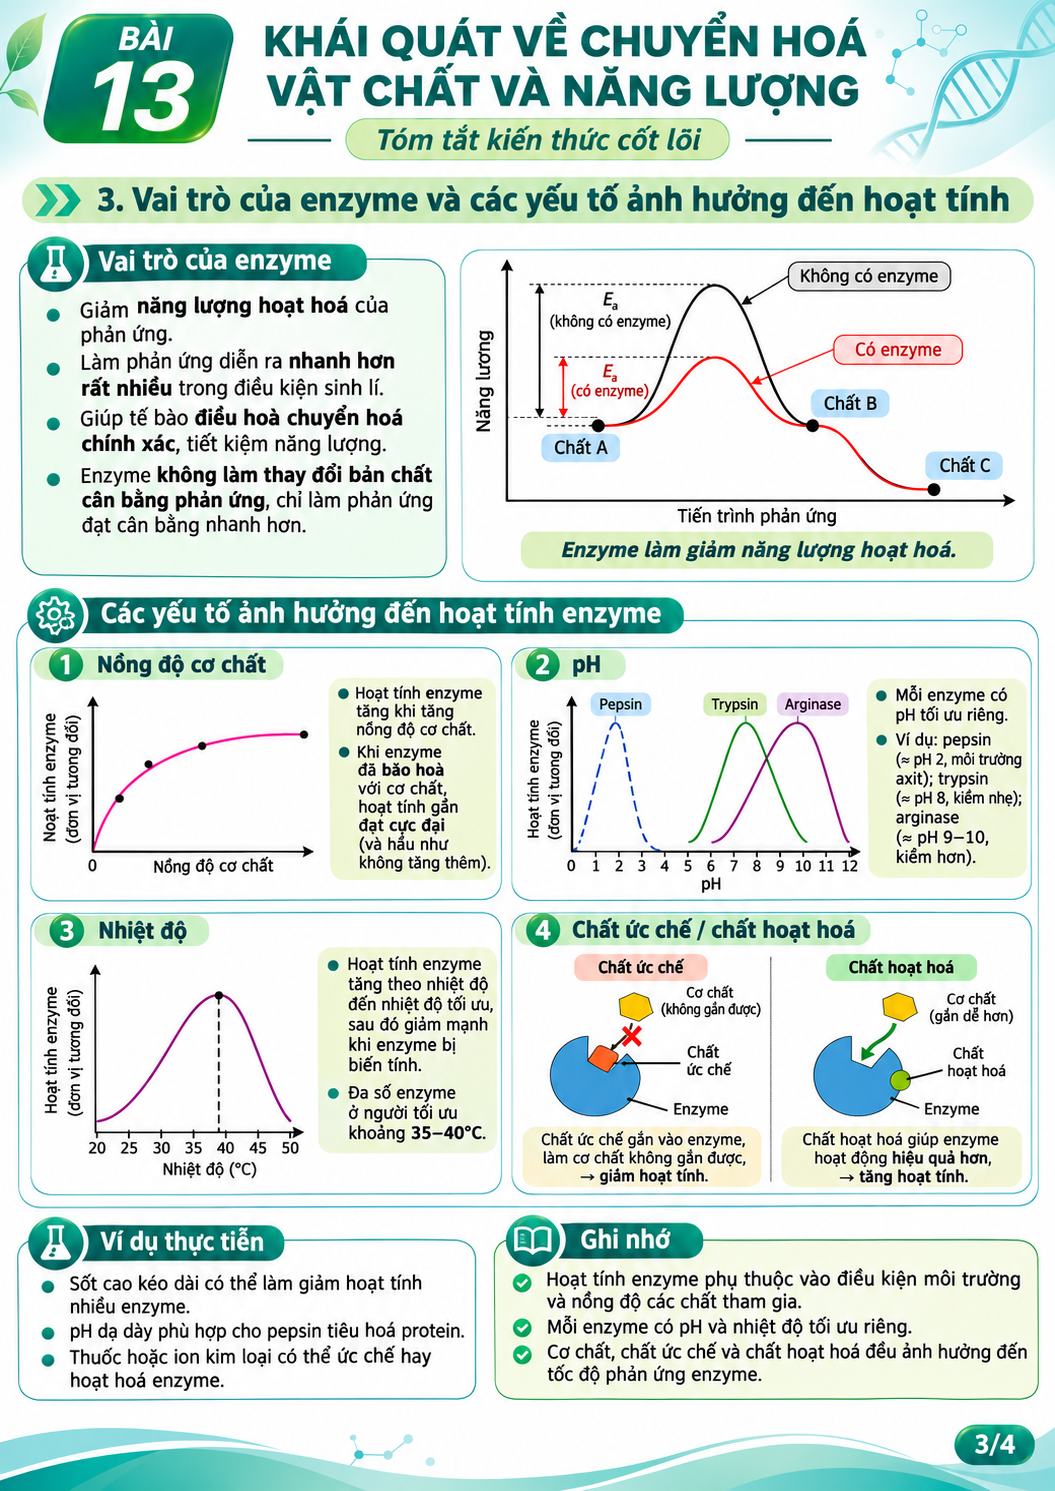 BÀI
13
KHÁI QUÁT VỀ CHUYỂN HOÁ
VẬT CHẤT VÀ NĂNG LƯỢNG
Tóm tắt kiến thức cốt lõi
3. Vai trò của enzyme và các yếu tố ảnh hưởng đến hoạt tính
Vai trò của enzyme
Giảm năng lượng hoạt hoá của
phản ứng.
Làm phản ứng diễn ra nhanh hơn
rất nhiều trong điều kiện sinh lí.
Giúp tế bào điều hoà chuyển hoá
chính xác, tiết kiệm năng lượng.
Enzyme không làm thay đổi bản chất
cân bằng phản ứng, chỉ làm phản ứng
đạt cân bằng nhanh hơn.
Năng lương
Không có enzyme
Ea
(không có enzyme)
Có enzyme
Ea
(có enzyme)
Chất A
Chất B
Chất C
Tiến trình phản ứng
Enzyme làm giảm năng lượng hoạt hoá.
Các yếu tố ảnh hưởng đến hoạt tính enzyme
1 Nồng độ cơ chất
Noạt tính enzyme
(đơn vị tương đối)
0
Nồng độ cơ chất
Hoạt tính enzyme
tăng khi tăng
nồng độ cơ chất.
Khi enzyme
đã bão hoà
với cơ chất,
hoạt tính gần
đạt cực đại
(và hầu như
không tăng thêm).
2 pH
Hoạt tính enzyme
(đơn vị tương đối)
Pepsin
Trypsin
Arginase
0 1 2 3 4 5 6 7 8 9 10 11 12
pH
Mỗi enzyme có
pH tối ưu riêng.
Ví dụ: pepsin
(≈ pH 2, môi trường
axit); trypsin
(≈ pH 8, kiềm nhẹ);
arginase
(≈ pH 9–10,
kiềm hơn).
3 Nhiệt độ
Hoạt tính enzyme
(đơn vị tương đối)
20 25 30 35 40 45 50
Nhiệt độ (°C)
Hoạt tính enzyme
tăng theo nhiệt độ
đến nhiệt độ tối ưu,
sau đó giảm mạnh
khi enzyme bị
biến tính.
Đa số enzyme
ở người tối ưu
khoảng 35–40°C.
4 Chất ức chế / chất hoạt hoá
Chất ức chế
Cơ chất
(không gắn được)
Chất
ức chế
Enzyme
Chất ức chế gắn vào enzyme,
làm cơ chất không gắn được,
→ giảm hoạt tính.
Chất hoạt hoá
Cơ chất
(gắn dễ hơn)
Chất
hoạt hoá
Enzyme
Chất hoạt hoá giúp enzyme
hoạt động hiệu quả hơn,
→ tăng hoạt tính.
Ví dụ thực tiễn
Sốt cao kéo dài có thể làm giảm hoạt tính
nhiều enzyme.
pH dạ dày phù hợp cho pepsin tiêu hoá protein.
Thuốc hoặc ion kim loại có thể ức chế hay
hoạt hoá enzyme.
Ghi nhớ
Hoạt tính enzyme phụ thuộc vào điều kiện môi trường
và nồng độ các chất tham gia.
Mỗi enzyme có pH và nhiệt độ tối ưu riêng.
Cơ chất, chất ức chế và chất hoạt hoá đều ảnh hưởng đến
tốc độ phản ứng enzyme.
3/4